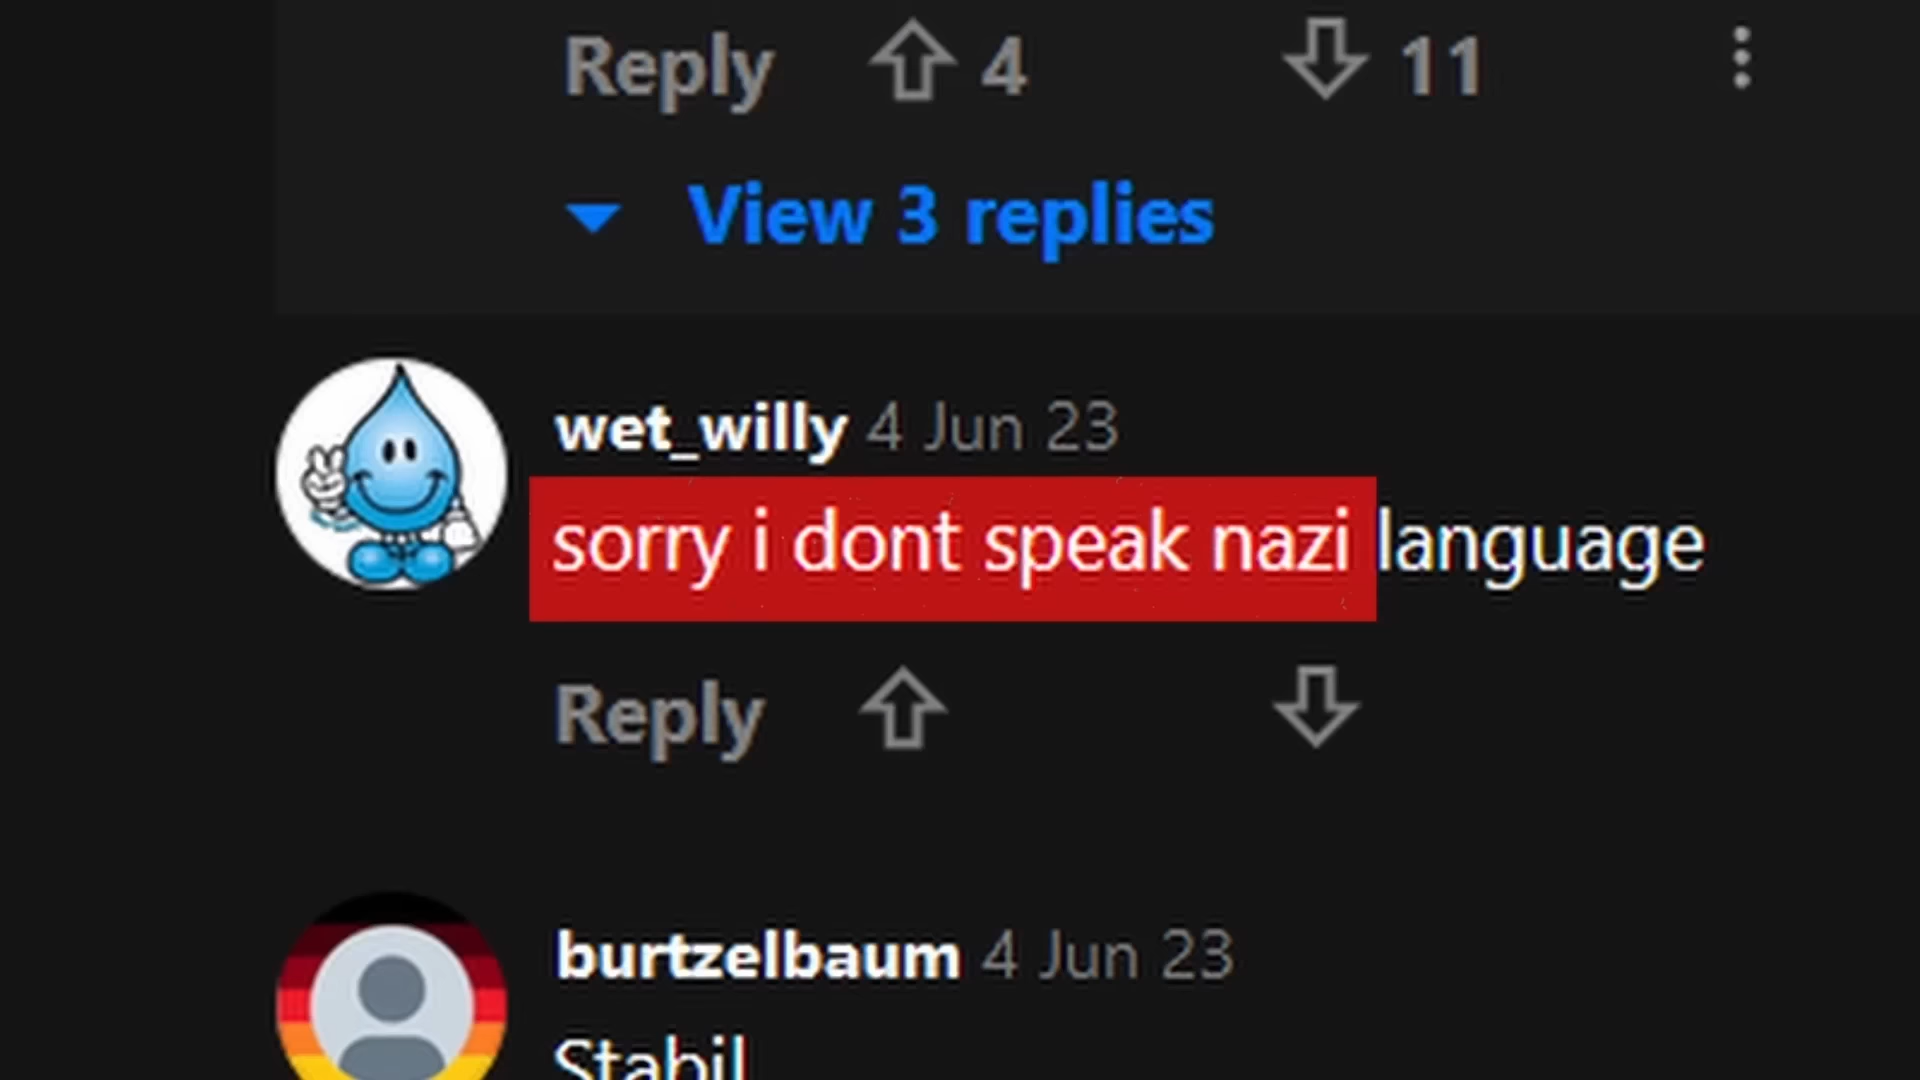 Reply 4 11
View 3 replies
wet_willy 4 Jun 23
sorry i dont speak nazi language
Reply
burtzelbaum 4 Jun 23
Stabil